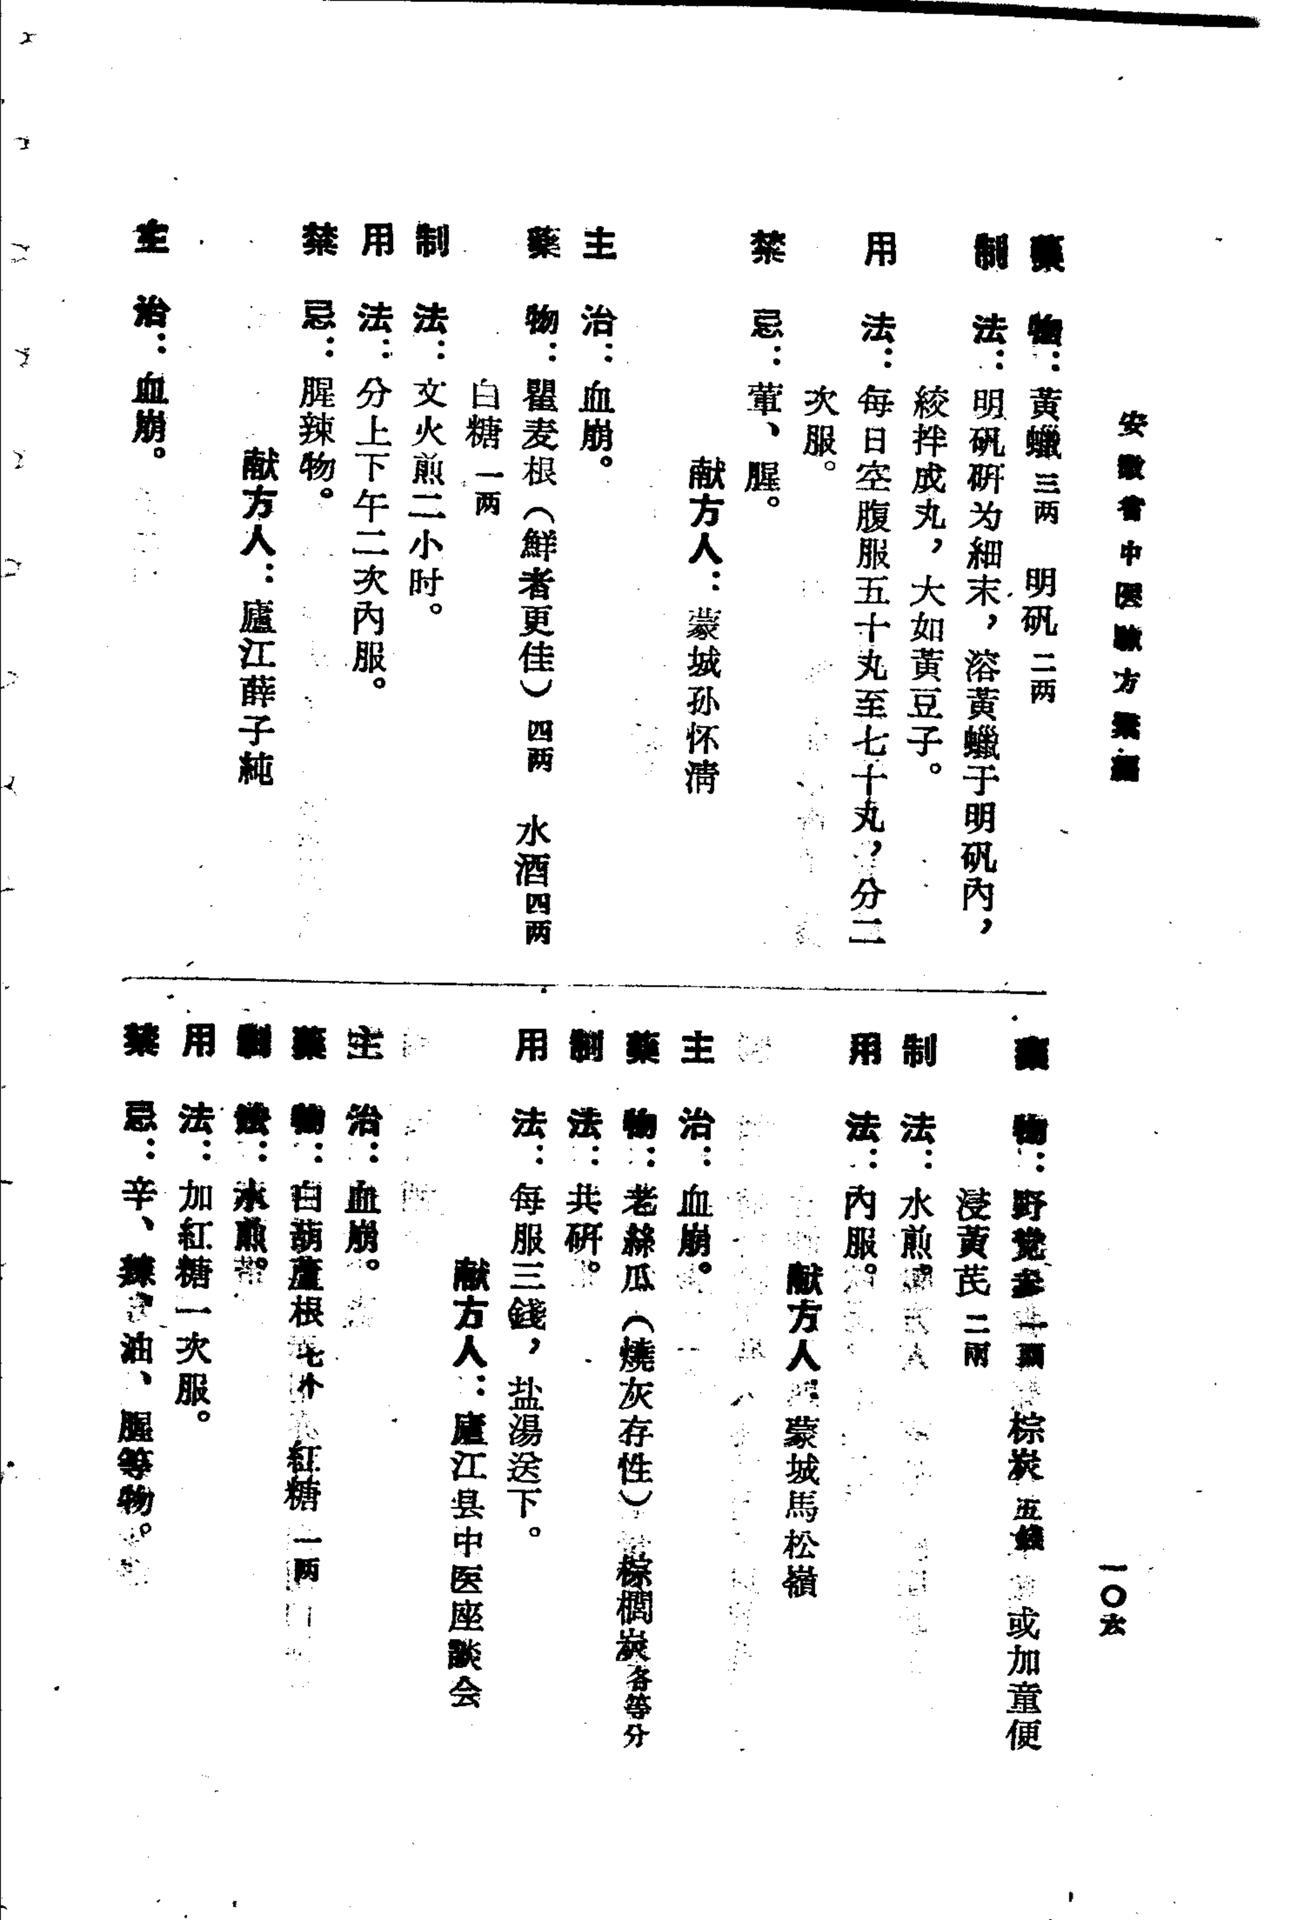 安徽省中医驗方彙編
一〇六
藥　物：黃蠟 三两　明矾 二两
制　法：明矾研为細末，溶黃蠟于明矾內，
絞拌成丸，大如黃豆子。
用　法：每日空腹服五十丸至七十丸，分二
次服。
禁　忌：葷、腥。
献方人：蒙城孙怀清
主　治：血崩。
藥　物：瞿麦根（鮮者更佳）四两　水酒 四两
白糖 一两
制　法：文火煎二小时。
用　法：分上下午二次內服。
禁　忌：腥辣物。
献方人：廬江薛子純
主　治：血崩。
藥　物：野党参 一兩　棕炭 五錢　或加童便
浸黃芪 二兩
制　法：水煎。
用　法：內服。
献方人：蒙城馬松嶺
主　治：血崩。
藥　物：老絲瓜（燒灰存性）　棕櫚炭 各等分
制　法：共研。
用　法：每服三錢，盐湯送下。
献方人：廬江县中医座談会
主　治：血崩。
藥　物：白葫蘆根 七个　紅糖 一两
制　法：水煎。
用　法：加紅糖一次服。
禁　忌：辛、辣、油、腥等物。